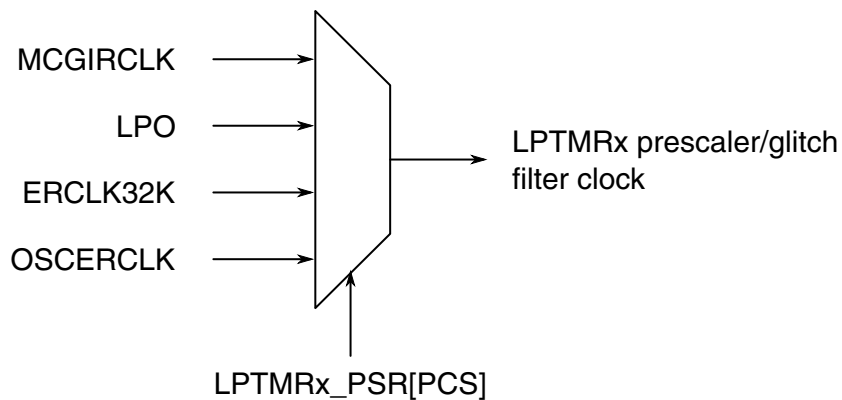 MCGIRCLK
LPO
ERCLK32K
OSCERCLK
LPTMRx prescaler/glitch
filter clock
LPTMRx_PSR[PCS]